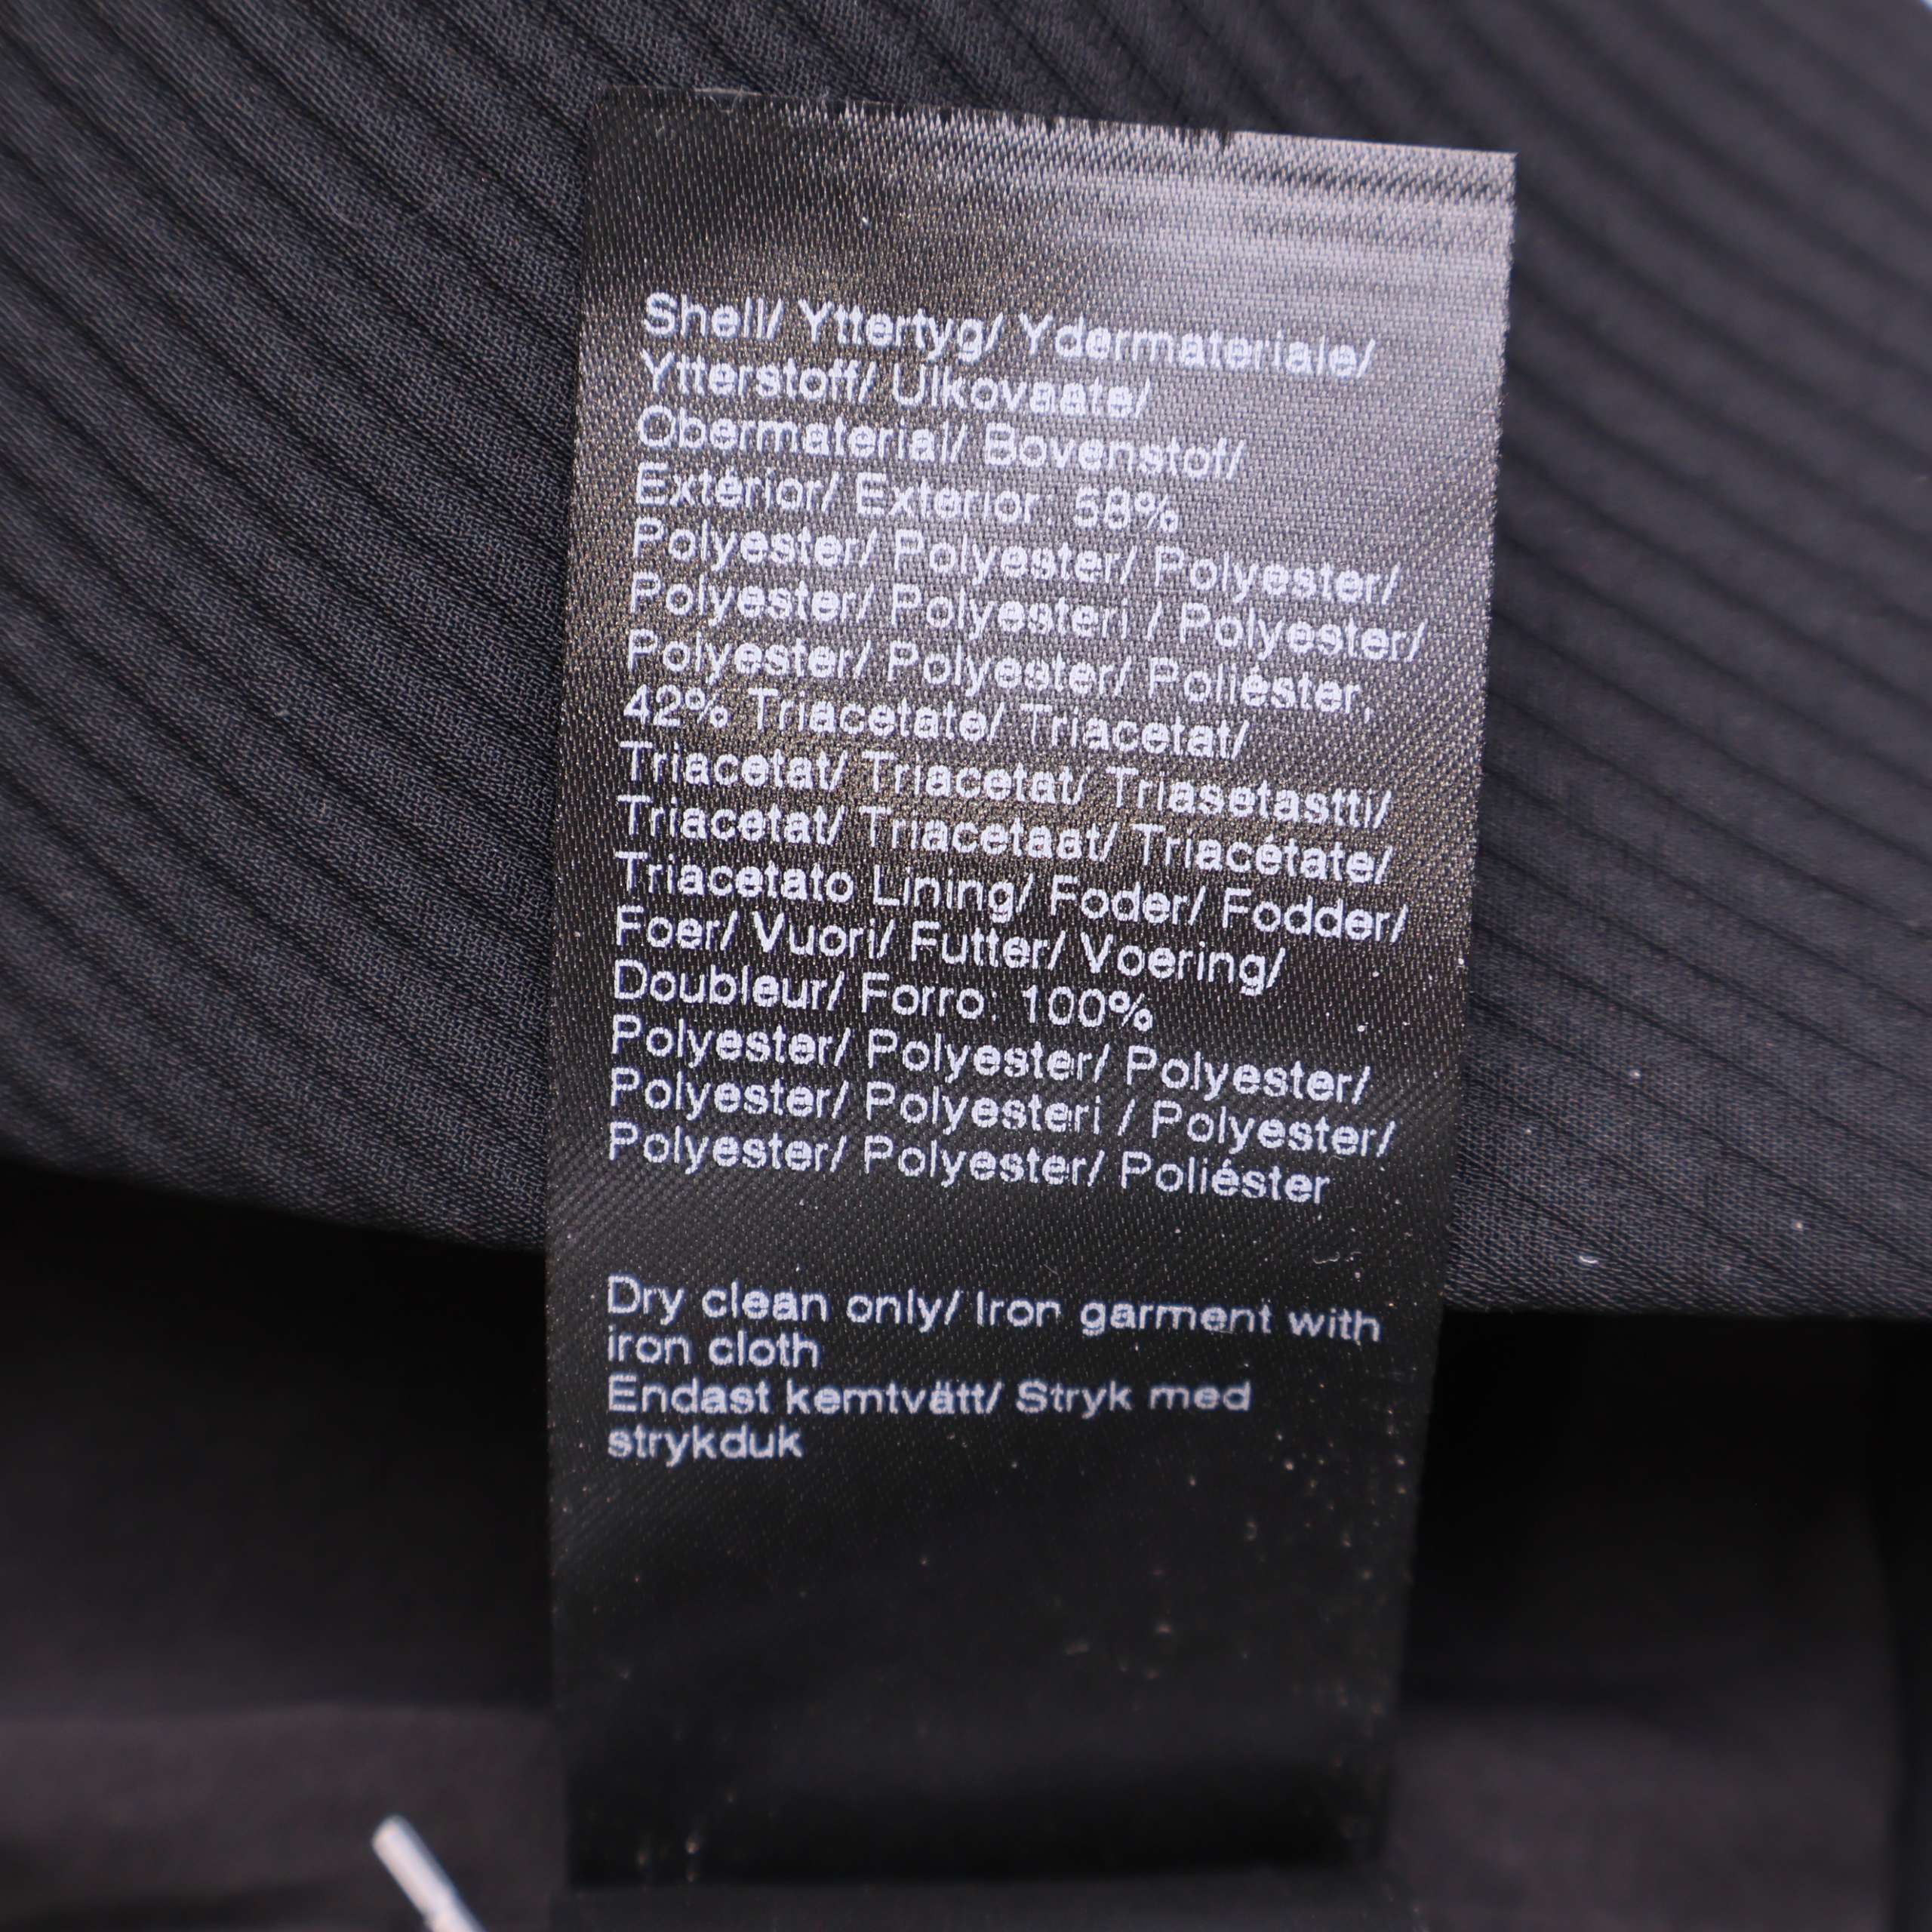 Shell/ Yttertyg/ Ydermateriale/
Ytterstoff/ Ulkovaate/
Obermaterial/ Bovenstof/
Extérior/ Exterior: 58%
Polyester/ Polyester/ Polyester/
Polyester/ Polyesteri / Polyester/
Polyester/ Polyester/ Poliéster,
42% Triacetate/ Triacetat/
Triacetat/ Triacetat/ Triasetastti/
Triacetat/ Triacetaat/ Triacétate/
Triacetato Lining/ Foder/ Fodder/
Foer/ Vuori/ Futter/ Voering/
Doubleur/ Forro: 100%
Polyester/ Polyester/ Polyester/
Polyester/ Polyesteri / Polyester/
Polyester/ Polyester/ Poliéster
Dry clean only/ Iron garment with
iron cloth
Endast kemtvätt/ Stryk med
strykduk